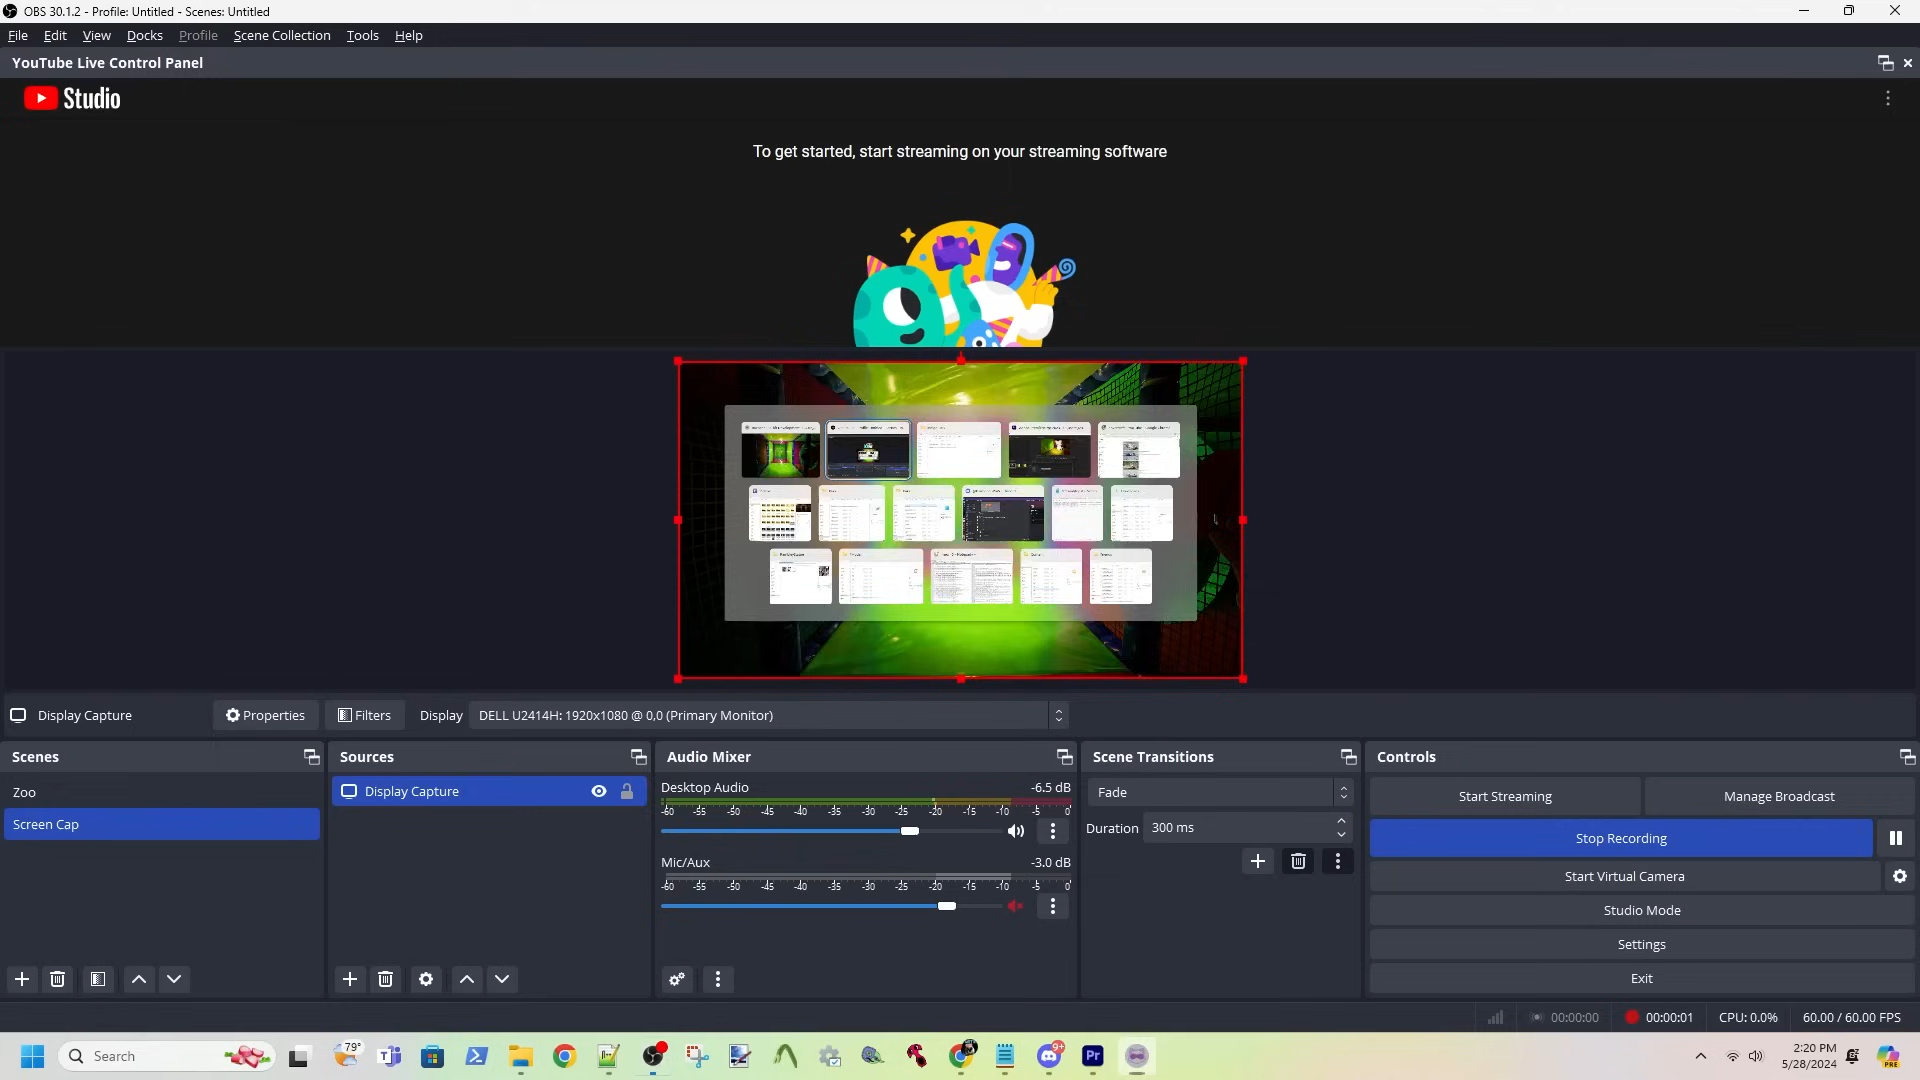 OBS 30.1.2 - Profile: Untitled - Scenes: Untitled
File Edit View Docks Profile Scene Collection Tools Help
YouTube Live Control Panel
Studio
To get started, start streaming on your streaming software
Display Capture Properties Filters Display DELL U2414H: 1920x1080 @ 0,0 (Primary Monitor)
Scenes Sources Audio Mixer Scene Transitions Controls
Zoo
Screen Cap
Display Capture
Desktop Audio -6.5 dB
-60 -55 -50 -45 -40 -35 -30 -25 -20 -15 -10 -5 0
Mic/Aux -3.0 dB
-60 -55 -50 -45 -40 -35 -30 -25 -20 -15 -10 -5 0
Fade
Duration 300 ms
Start Streaming Manage Broadcast
Stop Recording
Start Virtual Camera
Studio Mode
Settings
Exit
00:00:00 00:00:01 CPU: 0.0% 60.00 / 60.00 FPS
Search 79° 9+ Pr 2:20 PM
5/28/2024 PRE